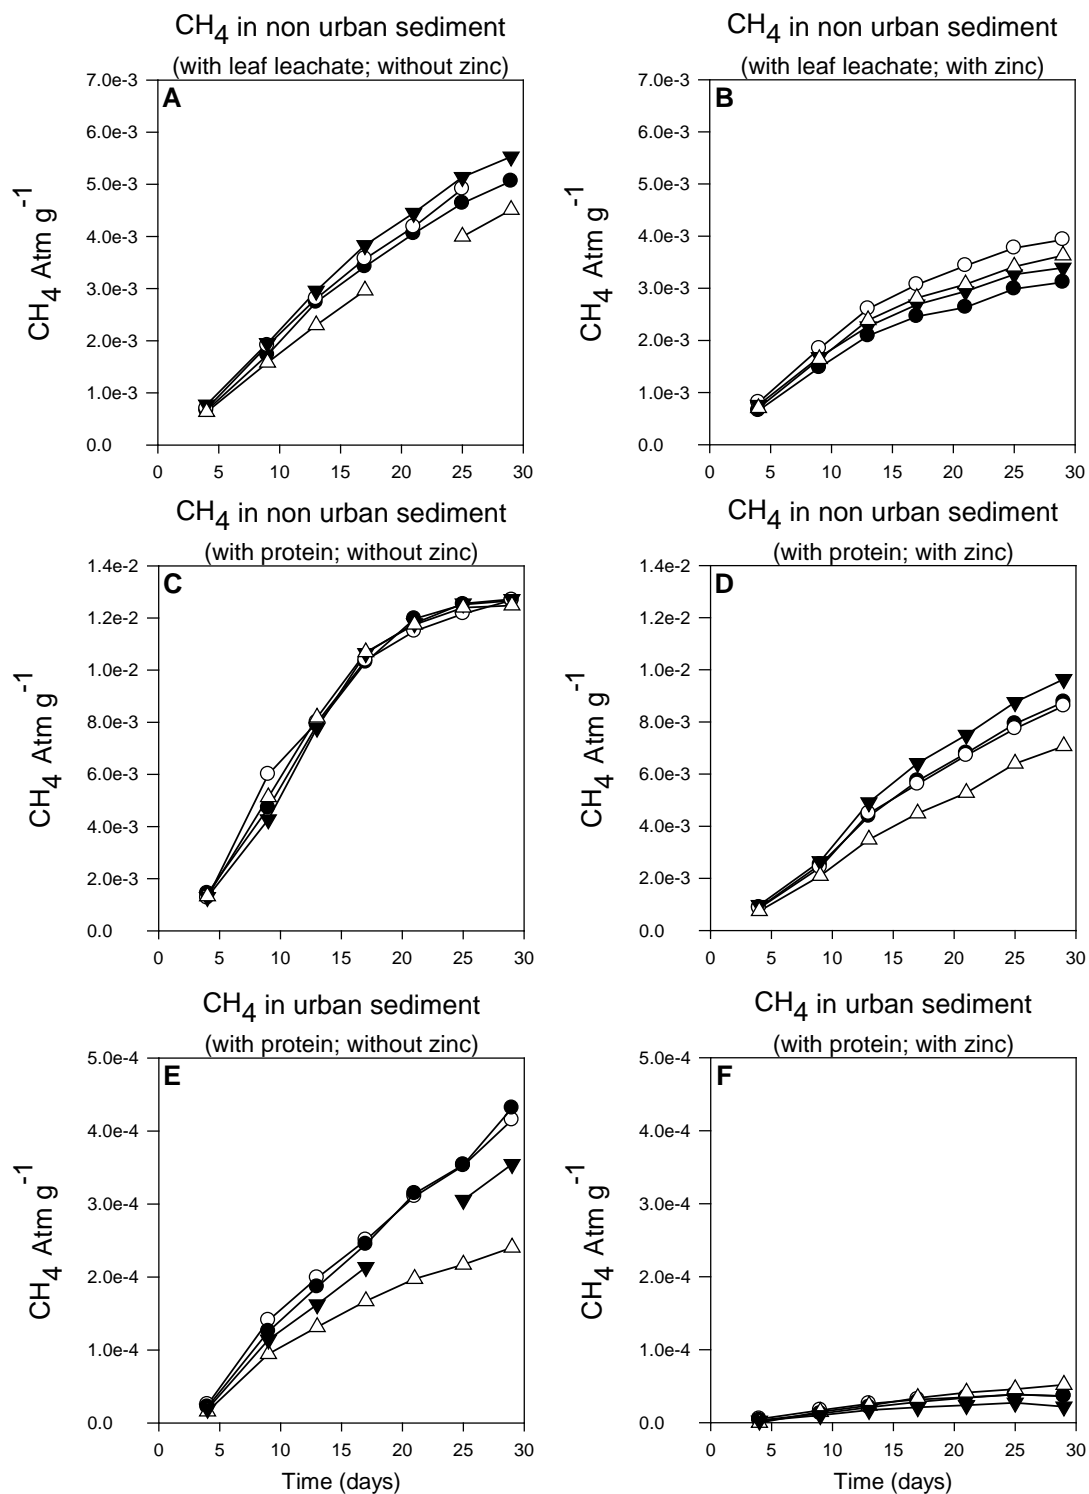 CH4 in non urban sediment
(with leaf leachate; without zinc)
A
7.0e-3
6.0e-3
5.0e-3
4.0e-3
3.0e-3
2.0e-3
1.0e-3
0.0
CH4 Atm g-1
0 5 10 15 20 25 30
CH4 in non urban sediment
(with leaf leachate; with zinc)
B
7.0e-3
6.0e-3
5.0e-3
4.0e-3
3.0e-3
2.0e-3
1.0e-3
0.0
CH4 Atm g-1
0 5 10 15 20 25 30
CH4 in non urban sediment
(with protein; without zinc)
C
1.4e-2
1.2e-2
1.0e-2
8.0e-3
6.0e-3
4.0e-3
2.0e-3
0.0
CH4 Atm g-1
0 5 10 15 20 25 30
CH4 in non urban sediment
(with protein; with zinc)
D
1.4e-2
1.2e-2
1.0e-2
8.0e-3
6.0e-3
4.0e-3
2.0e-3
0.0
CH4 Atm g-1
0 5 10 15 20 25 30
CH4 in urban sediment
(with protein; without zinc)
E
5.0e-4
4.0e-4
3.0e-4
2.0e-4
1.0e-4
0.0
CH4 Atm g-1
0 5 10 15 20 25 30
Time (days)
CH4 in urban sediment
(with protein; with zinc)
F
5.0e-4
4.0e-4
3.0e-4
2.0e-4
1.0e-4
0.0
CH4 Atm g-1
0 5 10 15 20 25 30
Time (days)